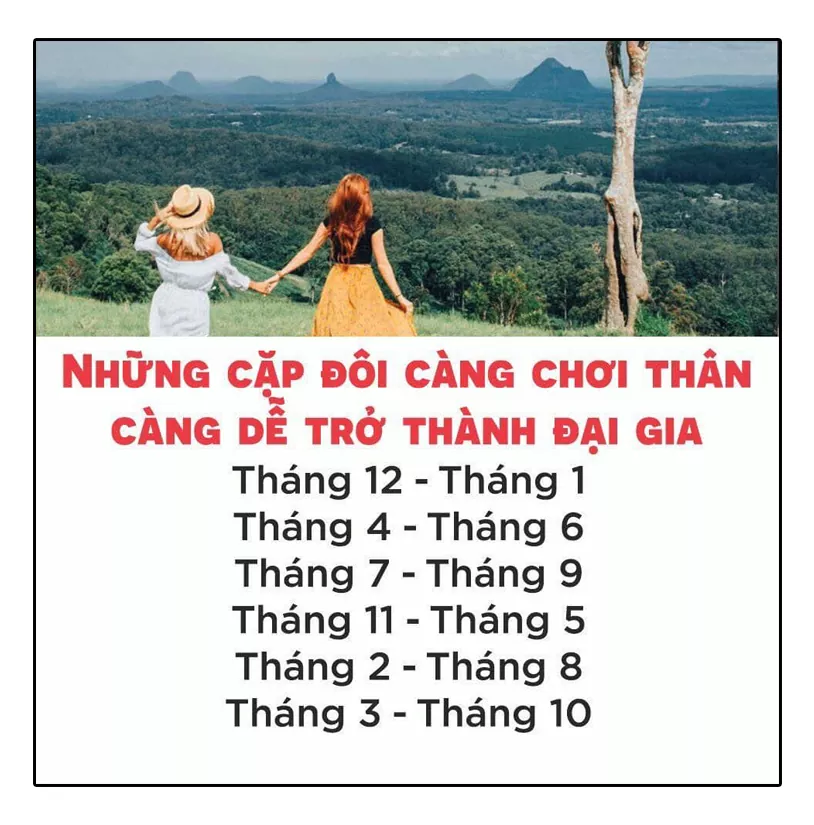 NHỮNG CẶP ĐÔI CÀNG CHƠI THÂN
CÀNG DỄ TRỞ THÀNH ĐẠI GIA
Tháng 12 - Tháng 1
Tháng 4 - Tháng 6
Tháng 7 - Tháng 9
Tháng 11 - Tháng 5
Tháng 2 - Tháng 8
Tháng 3 - Tháng 10